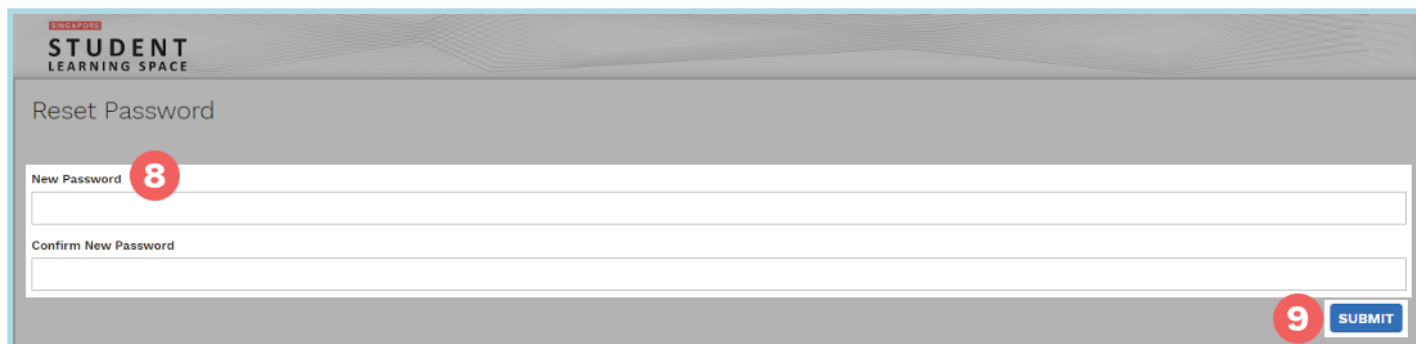 SINGAPORE
STUDENT
LEARNING SPACE
Reset Password
New Password 8
Confirm New Password
9 SUBMIT